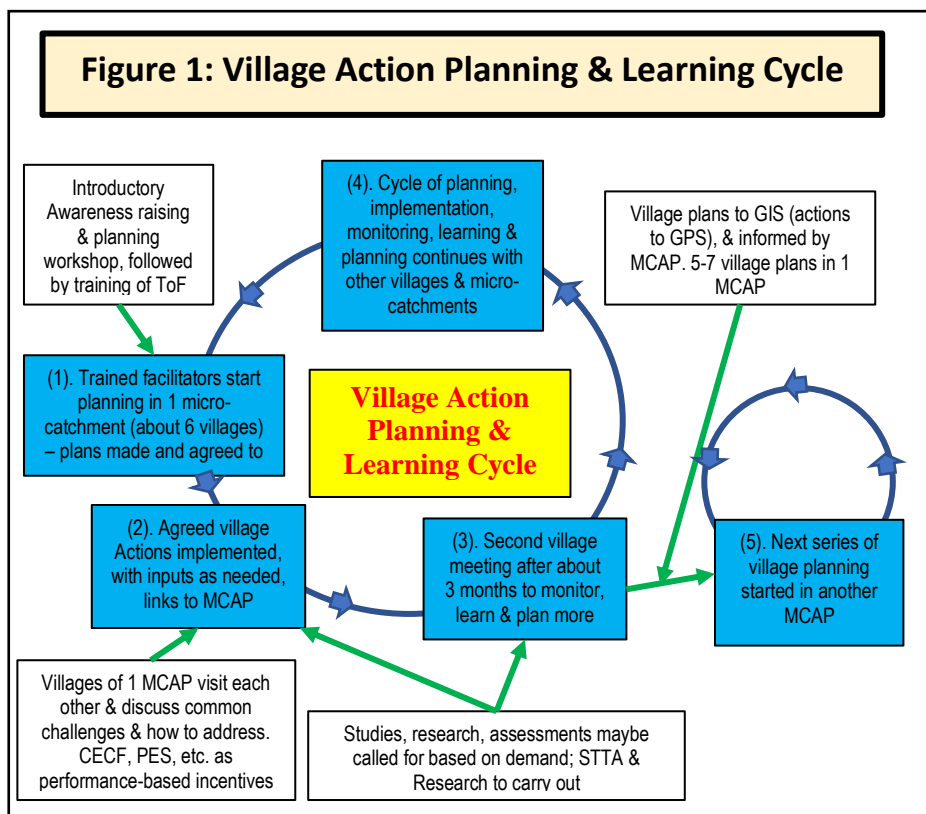 Figure 1: Village Action Planning & Learning Cycle
Introductory
Awareness raising
& planning
workshop, followed
by training of ToF
(4). Cycle of planning,
implementation,
monitoring, learning &
planning continues with
other villages & micro-
catchments
Village plans to GIS (actions
to GPS), & informed by
MCAP. 5-7 village plans in 1
MCAP
(1). Trained facilitators start
planning in 1 micro-
catchment (about 6 villages)
– plans made and agreed to
Village Action
Planning &
Learning Cycle
(2). Agreed village
Actions implemented,
with inputs as needed,
links to MCAP
(3). Second village
meeting after about
3 months to monitor,
learn & plan more
(5). Next series of
village planning
started in another
MCAP
Villages of 1 MCAP visit each
other & discuss common
challenges & how to address.
CECF, PES, etc. as
performance-based incentives
Studies, research, assessments maybe
called for based on demand; STTA &
Research to carry out